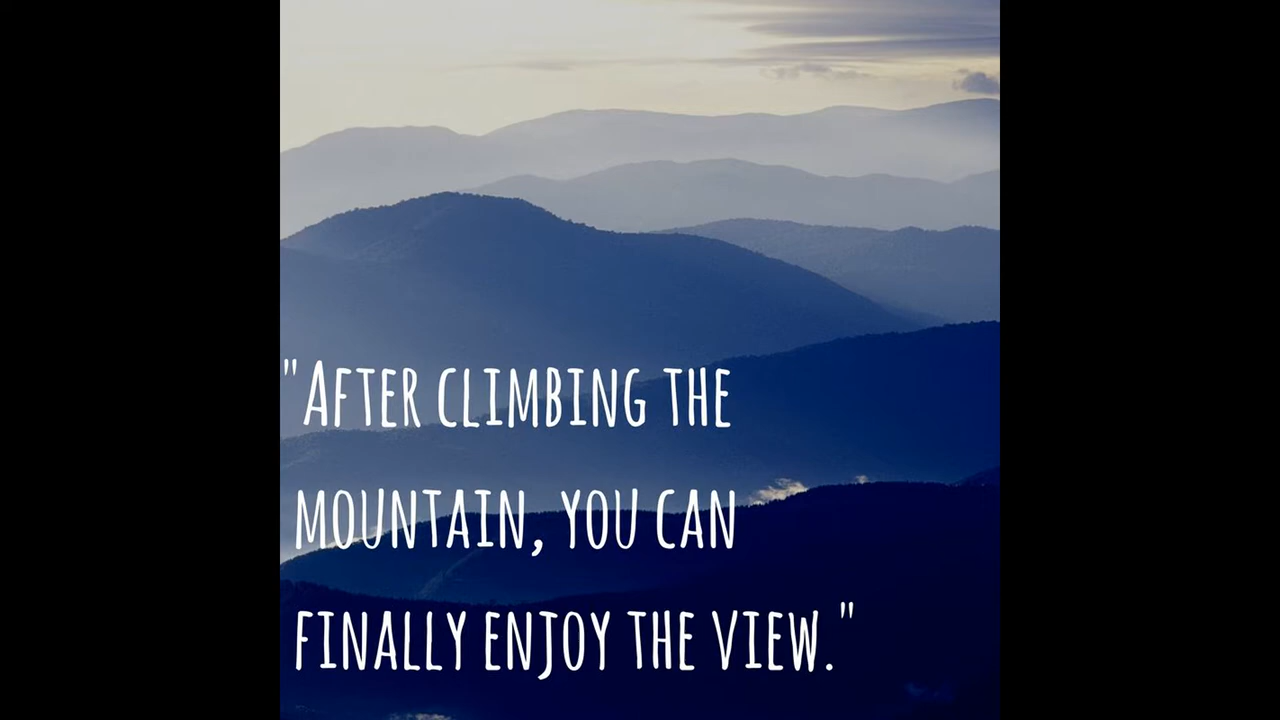 "After climbing the
mountain, you can
finally enjoy the view."